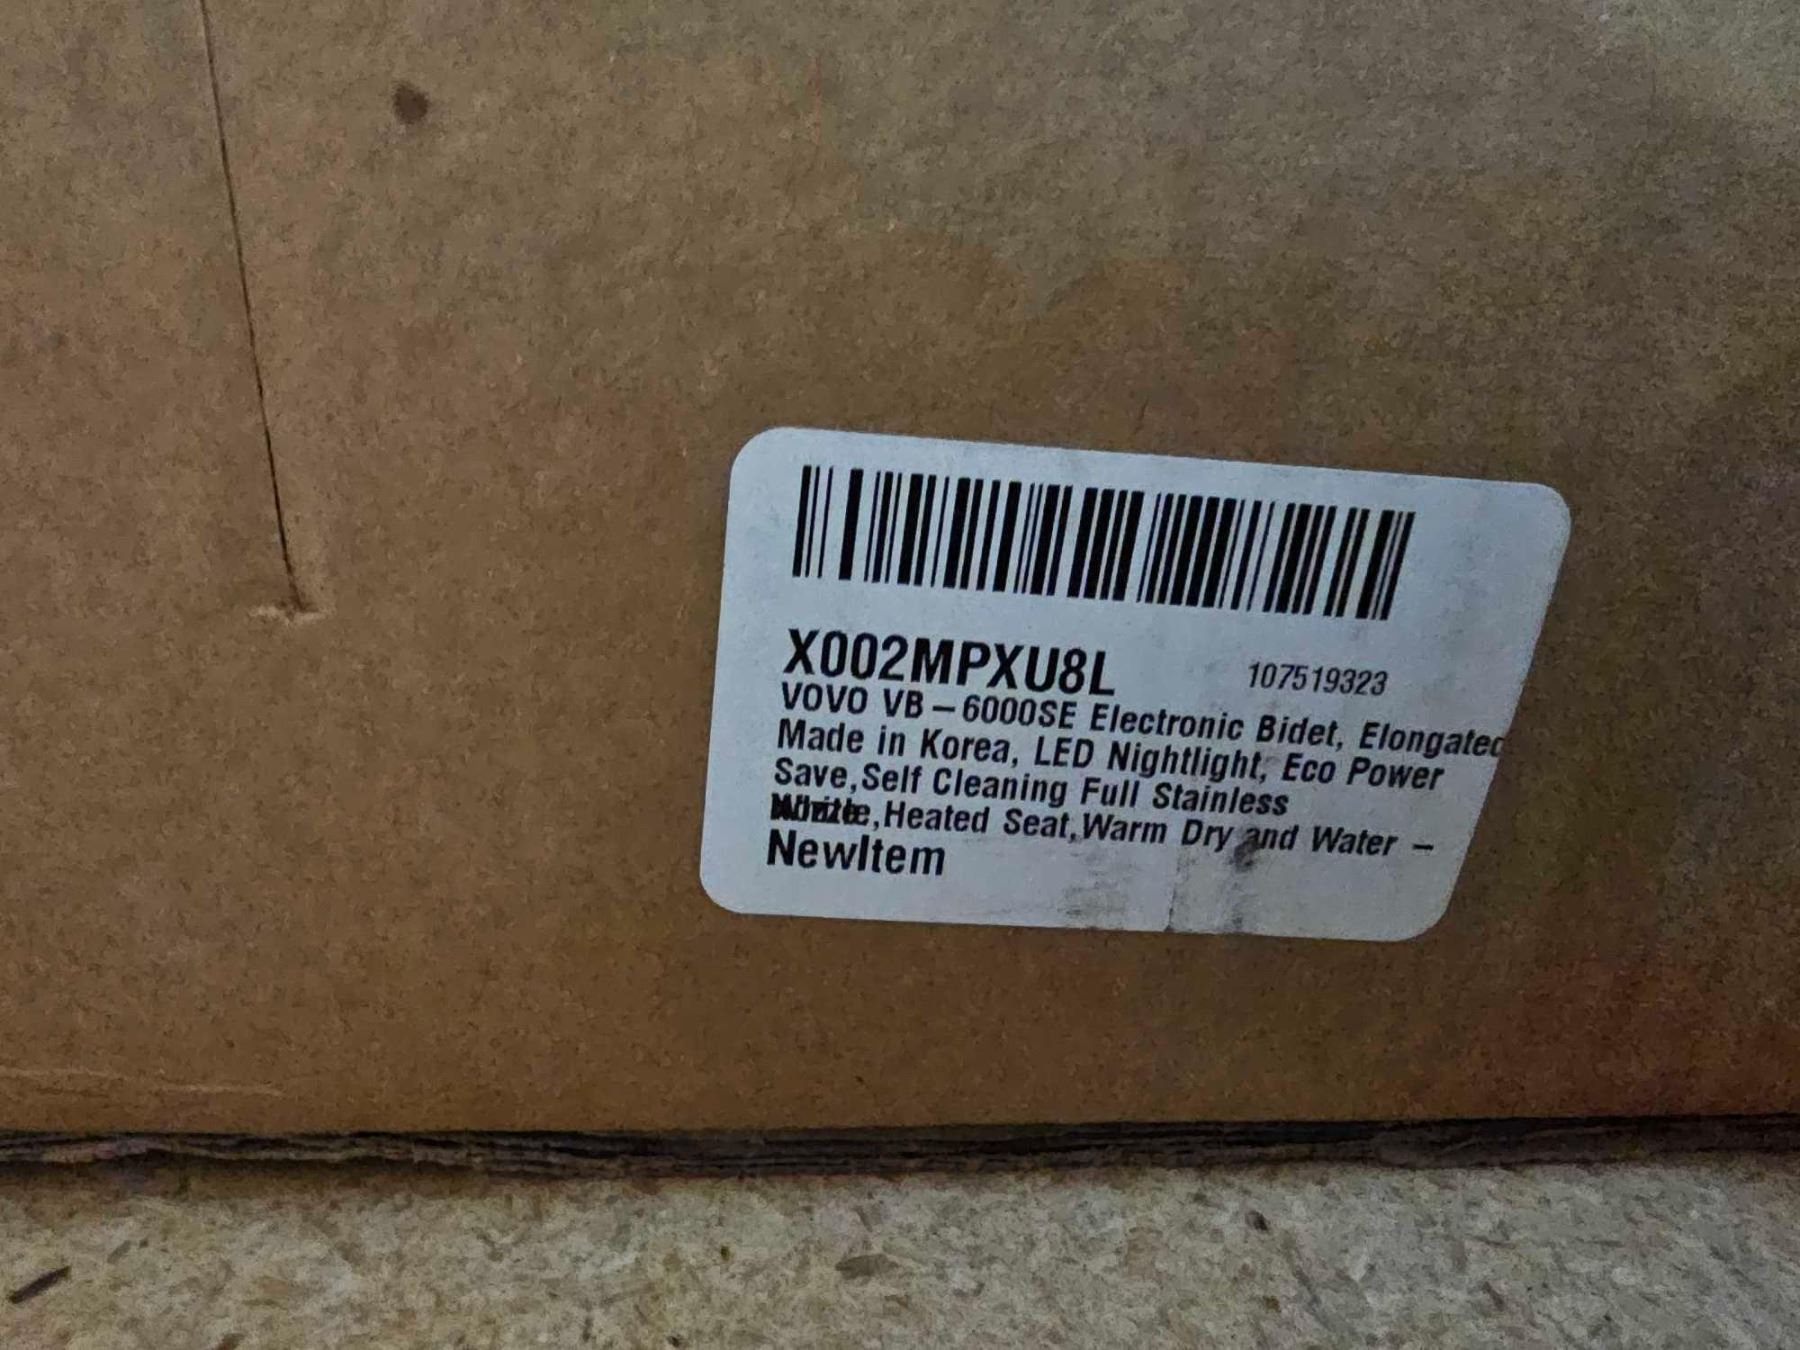 X002MPXU8L 107519323
VOVO VB-6000SE Electronic Bidet, Elongated
Made in Korea, LED Nightlight, Eco Power
Save,Self Cleaning Full Stainless
,Heated Seat,Warm Dry and Water -
NewItem